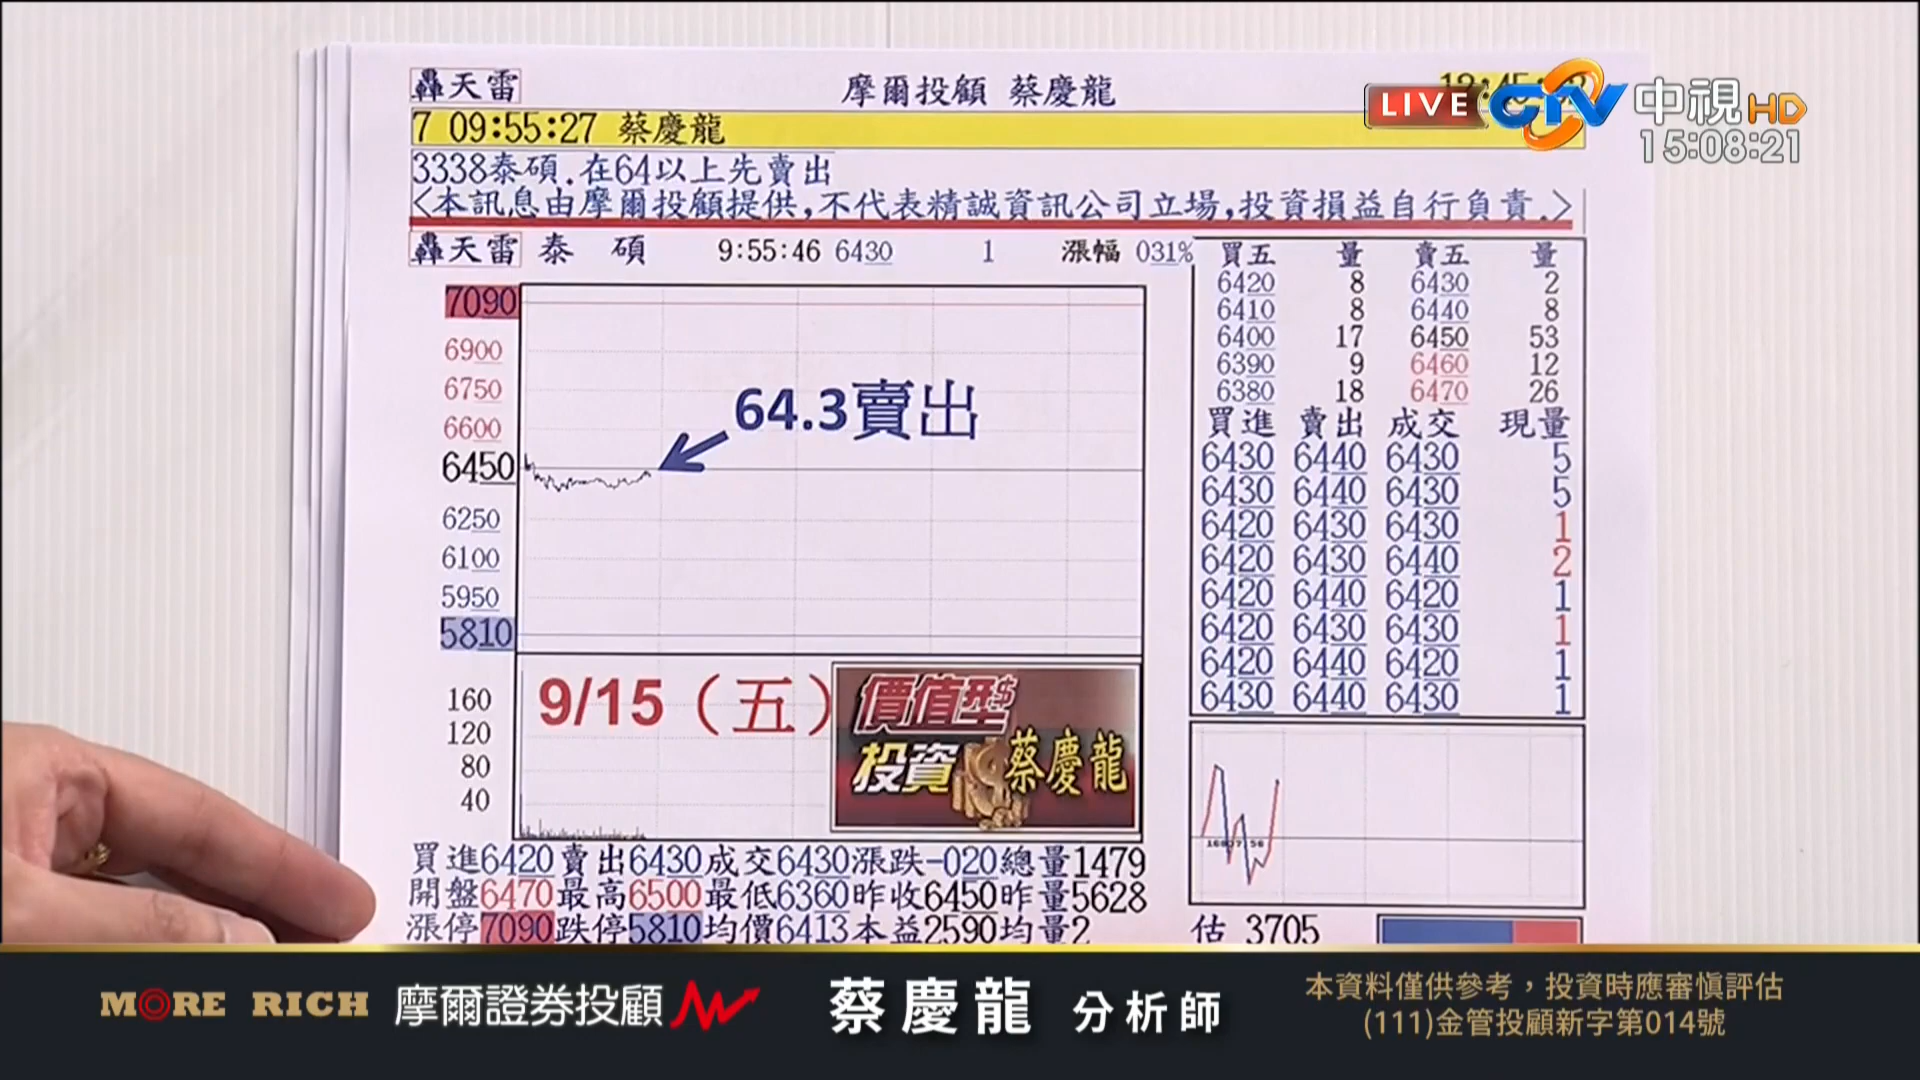 轟天雷 摩爾投顧 蔡慶龍
LIVE CTV 中視HD
15:08:21
7 09:55:27 蔡慶龍
3338泰碩.在64以上先賣出
<本訊息由摩爾投顧提供,不代表精誠資訊公司立場,投資損益自行負責.>
轟天雷 泰 碩 9:55:46 6430 1 漲幅 031%
買五 量 賣五 量
6420 8 6430 2
6410 8 6440 8
6400 17 6450 53
6390 9 6460 12
6380 18 6470 26
買進 賣出 成交 現量
6430 6440 6430 5
6430 6440 6430 5
6420 6430 6430 1
6420 6430 6440 2
6420 6440 6420 1
6420 6430 6430 1
6420 6440 6420 1
6430 6440 6430 1
7090
6900
6750
6600
6450
6250
6100
5950
5810
64.3賣出
160
120
80
40
9/15（五）
價值型$
投資 蔡慶龍
買進6420賣出6430成交6430漲跌-020總量1479
開盤6470最高6500最低6360昨收6450昨量5628
漲停7090跌停5810均價6413本益2590均量2
估 3705
MORE RICH 摩爾證券投顧
蔡慶龍 分析師
本資料僅供參考，投資時應審慎評估
(111)金管投顧新字第014號